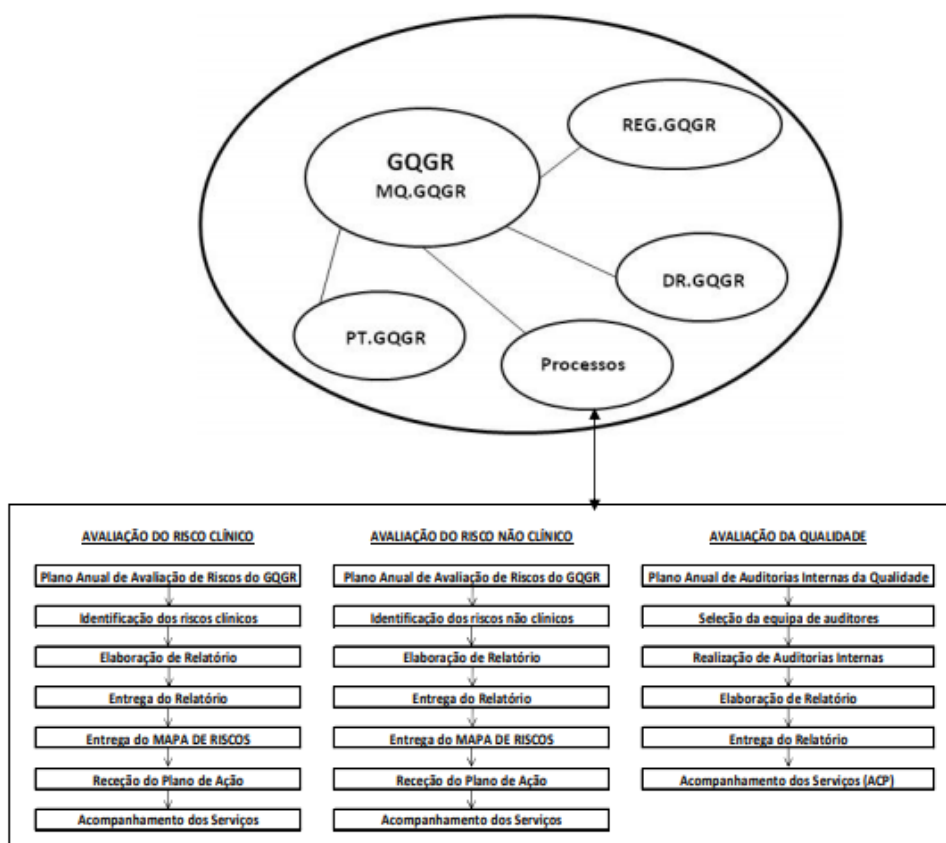 REG.GQGR
GQGR
MQ.GQGR
DR.GQGR
PT.GQGR
Processos
AVALIAÇÃO DO RISCO CLÍNICO
Plano Anual de Avaliação de Riscos do GQGR
Identificação dos riscos clínicos
Elaboração de Relatório
Entrega do Relatório
Entrega do MAPA DE RISCOS
Receção do Plano de Ação
Acompanhamento dos Serviços
AVALIAÇÃO DO RISCO NÃO CLÍNICO
Plano Anual de Avaliação de Riscos do GQGR
Identificação dos riscos não clínicos
Elaboração de Relatório
Entrega do Relatório
Entrega do MAPA DE RISCOS
Receção do Plano de Ação
Acompanhamento dos Serviços
AVALIAÇÃO DA QUALIDADE
Plano Anual de Auditorias Internas da Qualidade
Seleção da equipa de auditores
Realização de Auditorias Internas
Elaboração de Relatório
Entrega do Relatório
Acompanhamento dos Serviços (ACP)